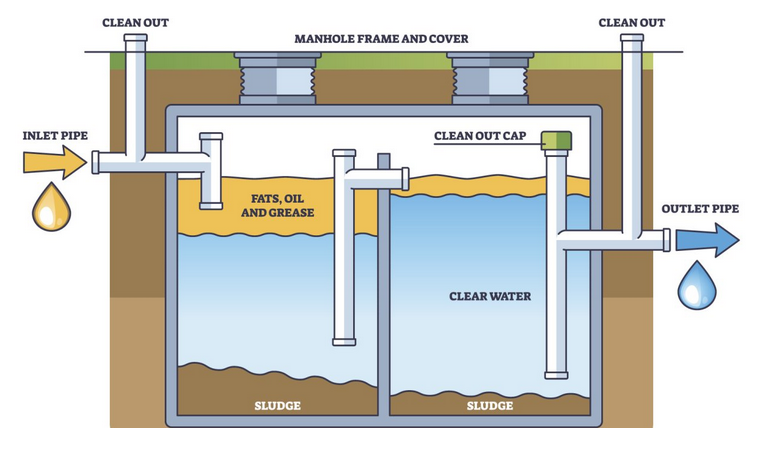 CLEAN OUT
CLEAN OUT
MANHOLE FRAME AND COVER
INLET PIPE
CLEAN OUT CAP
FATS, OIL
AND GREASE
OUTLET PIPE
CLEAR WATER
SLUDGE
SLUDGE